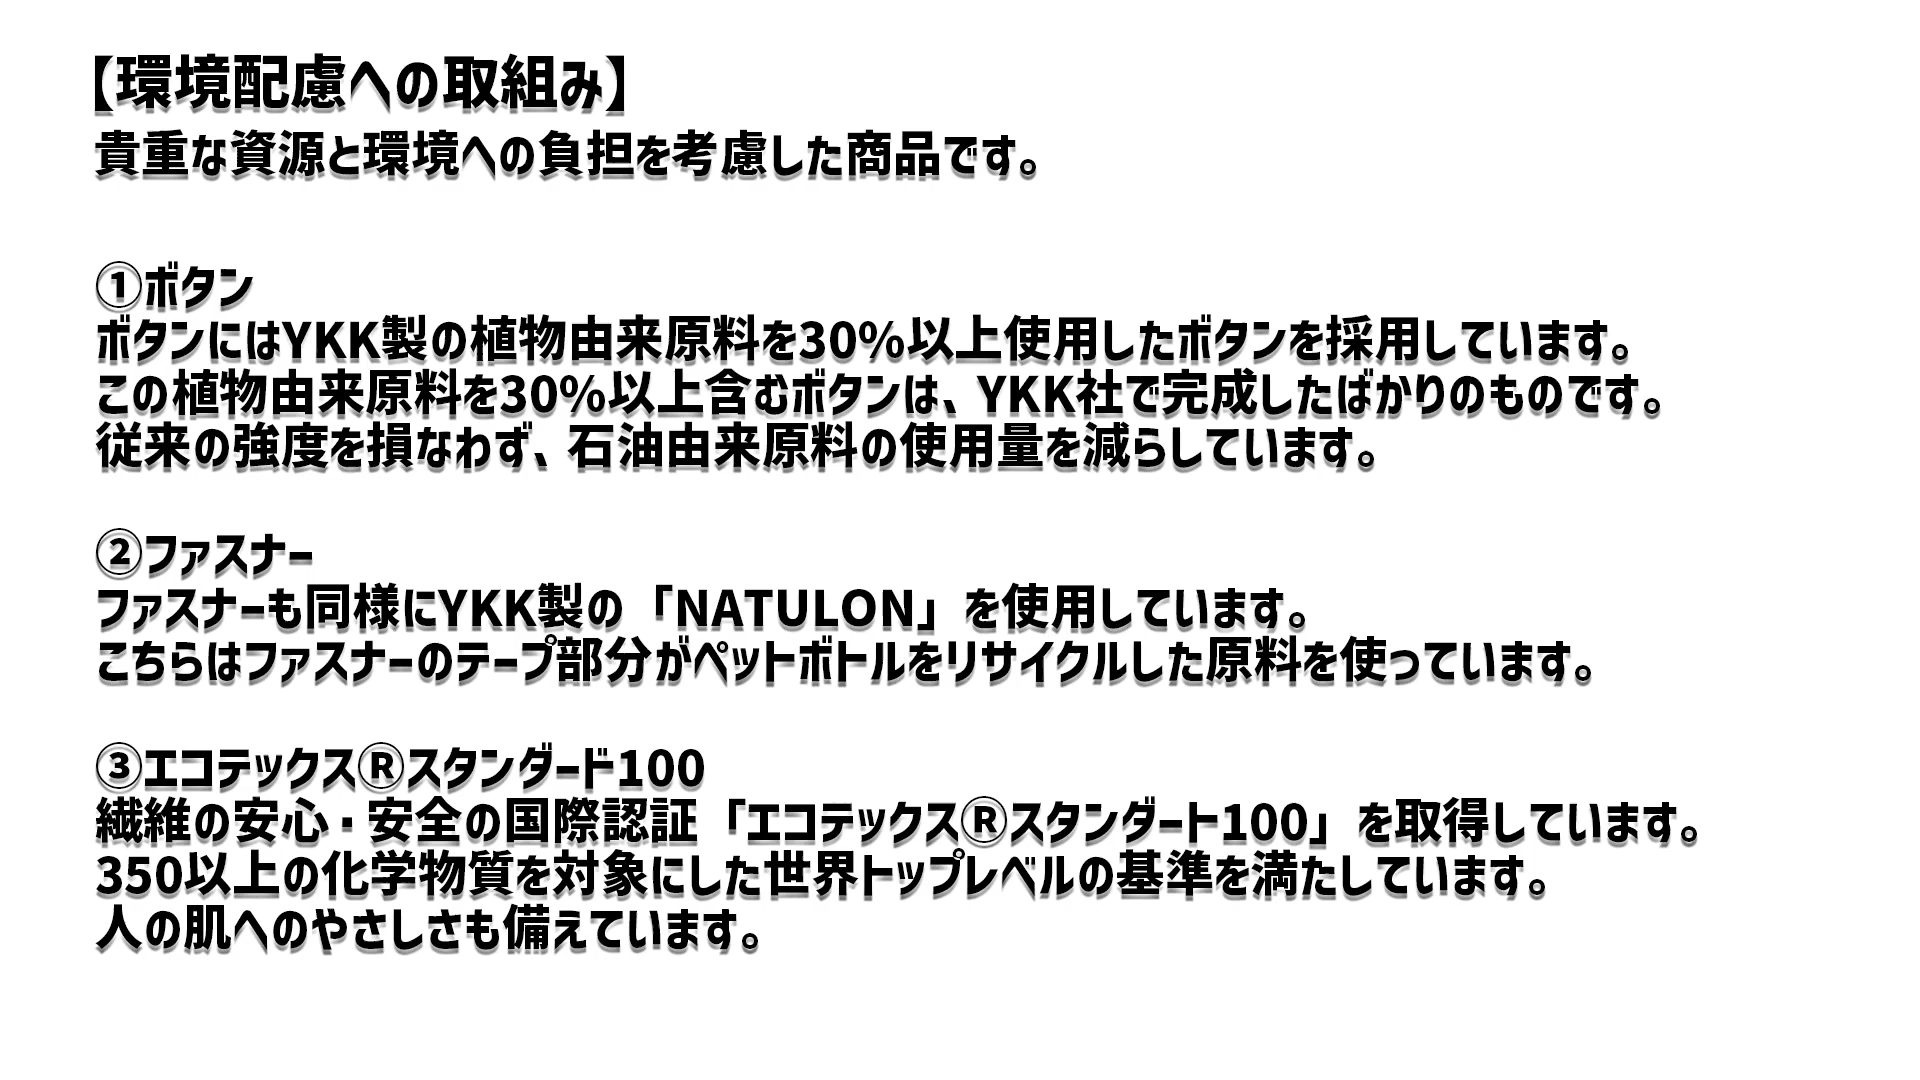 【環境配慮への取組み】
貴重な資源と環境への負担を考慮した商品です。
①ボタン
ボタンにはYKK製の植物由来原料を30%以上使用したボタンを採用しています。
この植物由来原料を30%以上含むボタンは、YKK社で完成したばかりのものです。
従来の強度を損なわず、石油由来原料の使用量を減らしています。
②ファスナー
ファスナーも同様にYKK製の「NATULON」を使用しています。
こちらはファスナーのテープ部分がペットボトルをリサイクルした原料を使っています。
③エコテックスⓇスタンダード100
繊維の安心・安全の国際認証「エコテックスⓇスタンダート100」を取得しています。
350以上の化学物質を対象にした世界トップレベルの基準を満たしています。
人の肌へのやさしさも備えています。